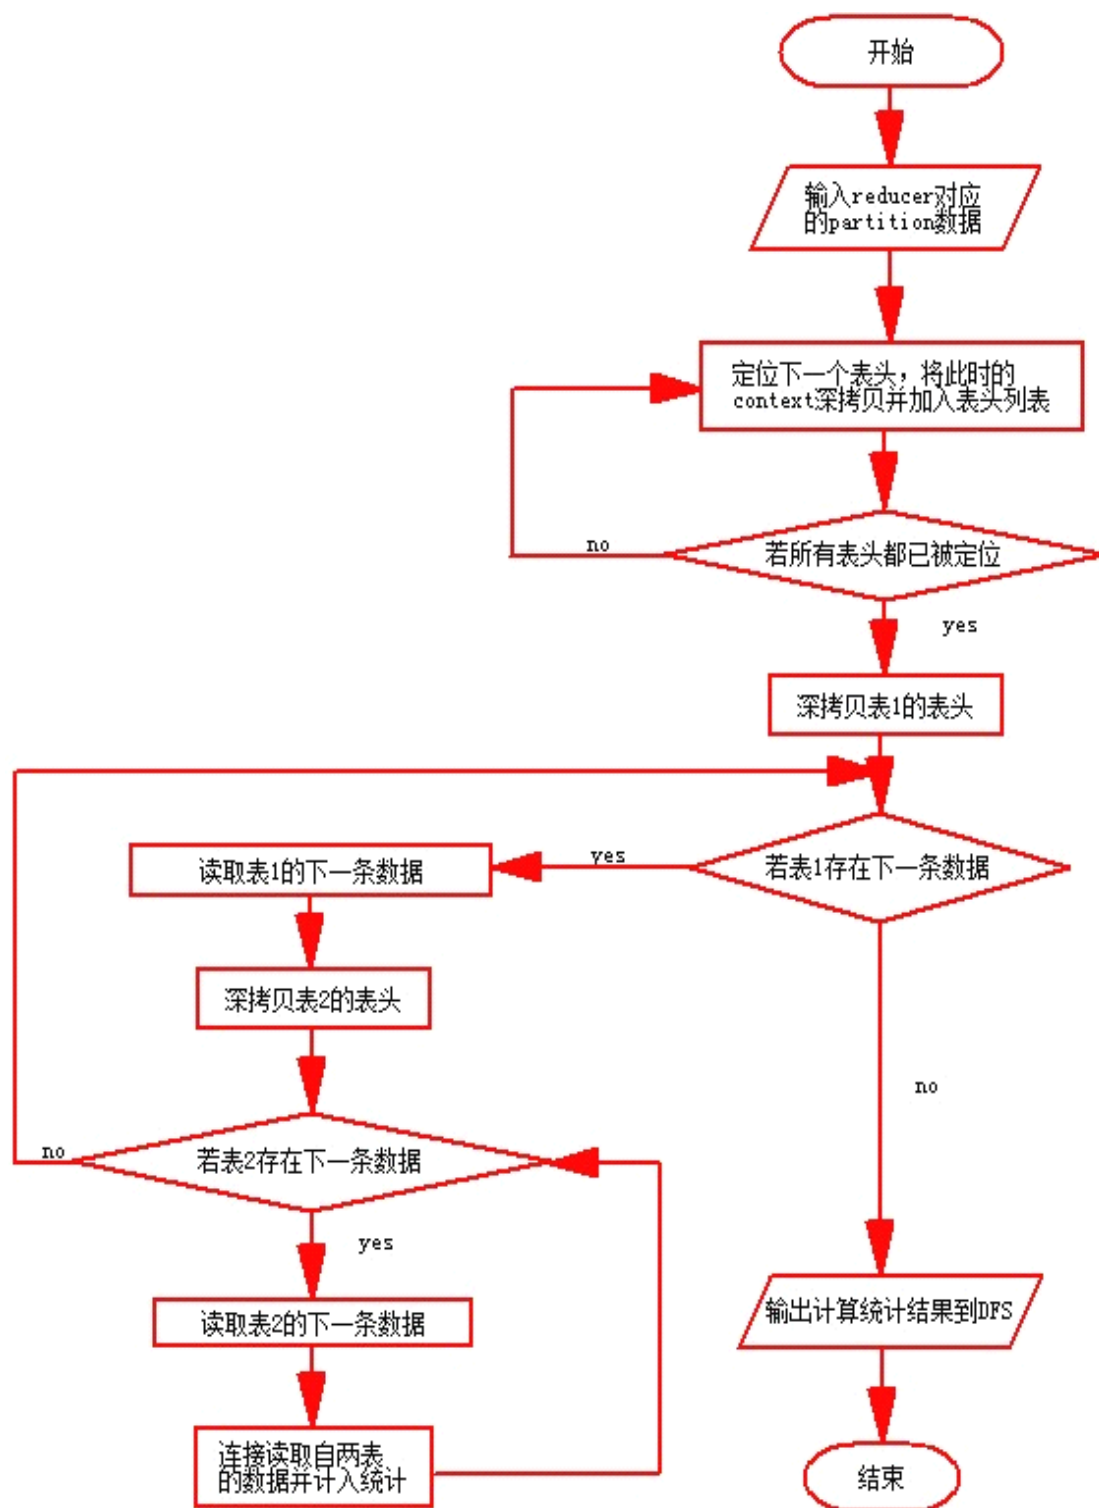 开始
输入reducer对应
的partition数据
定位下一个表头，将此时的
context深拷贝并加入表头列表
若所有表头都已被定位
no
yes
深拷贝表1的表头
若表1存在下一条数据
yes
读取表1的下一条数据
深拷贝表2的表头
no
若表2存在下一条数据
no
yes
读取表2的下一条数据
输出计算统计结果到DFS
连接读取自两表
的数据并计入统计
结束